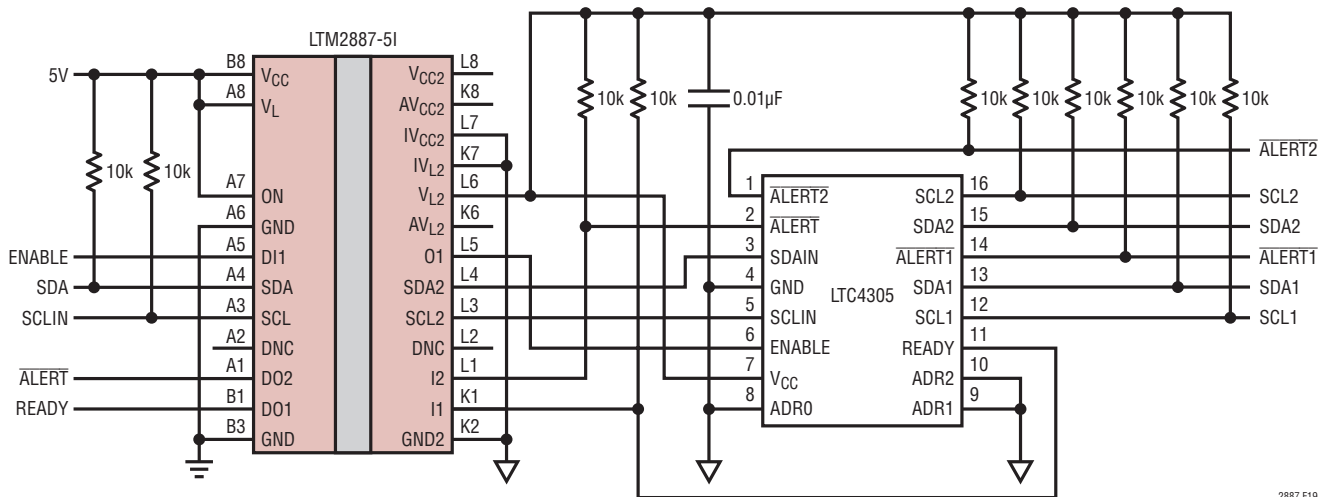 LTM2887-5I
5V
B8 VCC
A8 VL
10k
10k
A7 ON
A6 GND
ENABLE A5 DI1
SDA A4 SDA
SCLIN A3 SCL
A2 DNC
ALERT A1 DO2
READY B1 DO1
B3 GND
VCC2 L8
AVCC2 K8
IVCC2 L7
IVL2 K7
VL2 L6
AVL2 K6
O1 L5
SDA2 L4
SCL2 L3
DNC L2
I2 L1
I1 K1
GND2 K2
10k
10k
0.01µF
10k
10k
10k
10k
10k
10k
LTC4305
1 ALERT2
2 ALERT
3 SDAIN
4 GND
5 SCLIN
6 ENABLE
7 VCC
8 ADR0
ALERT2
SCL2 16 SCL2
SDA2 15 SDA2
ALERT1 14 ALERT1
SDA1 13 SDA1
SCL1 12 SCL1
READY 11
ADR2 10
ADR1 9
2887 F19